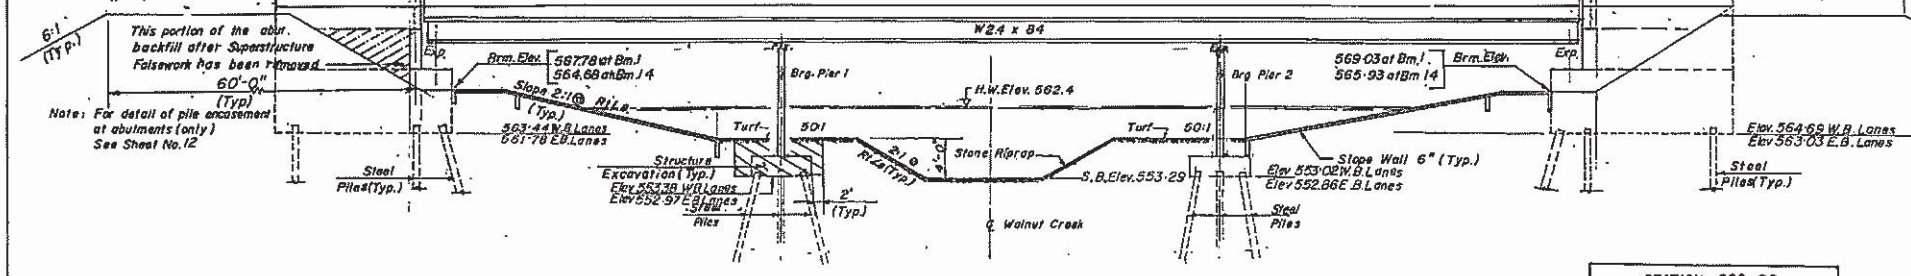 6:1
(Typ.)
This portion of the abut.
backfill after Superstructure
Falsework has been removed
60'-0"
(Typ)
Note: For detail of pile encasement
at abutments (only)
See Sheet No. 12
Exp.
Brm. Elev.
567.78 at Bm. 1
564.68 at Bm. 14
Slope 2:1 @ Rt. L's
(Typ.)
563.44 W.B. Lanes
561.78 E.B. Lanes
Steel
Piles (Typ.)
W24 x 84
Brg. Pier 1
H.W. Elev. 562.4
Turf
50:1
2:1 @
Rt. L's (Typ.)
4'-0"
Stone Riprap
Structure
Excavation (Typ.)
Elev 553.38 W.B. Lanes
Elev 552.97 E.B. Lanes
Steel
Piles
2'
(Typ.)
S.B. Elev. 553.29
℄ Walnut Creek
Exp.
Brg Pier 2
Turf
50:1
Elev 553.02 W.B. Lanes
Elev 552.86 E.B. Lanes
Steel
Piles
Slope Wall 6" (Typ.)
569.03 at Bm. 1
565.93 at Bm 14
Brm. Elev.
Exp.
Elev. 564.69 W.B. Lanes
Elev 563.03 E.B. Lanes
Steel
Piles (Typ.)